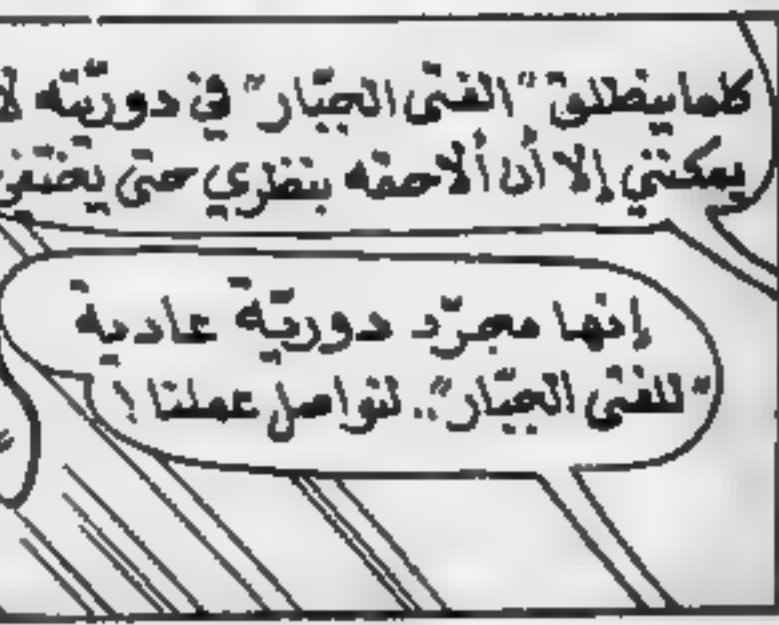 كلما ينطلق "الفتى الجبّار" في دوريّته لا
يمكنني إلا أن ألاحقه بنظري حتى يختفي
إنها مجرّد دوريّة عادية
"للفتى الجبّار".. لنواصل عملنا !